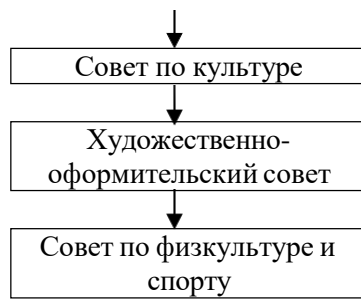 Совет по культуре
Художественно-
оформительский совет
Совет по физкультуре и
спорту